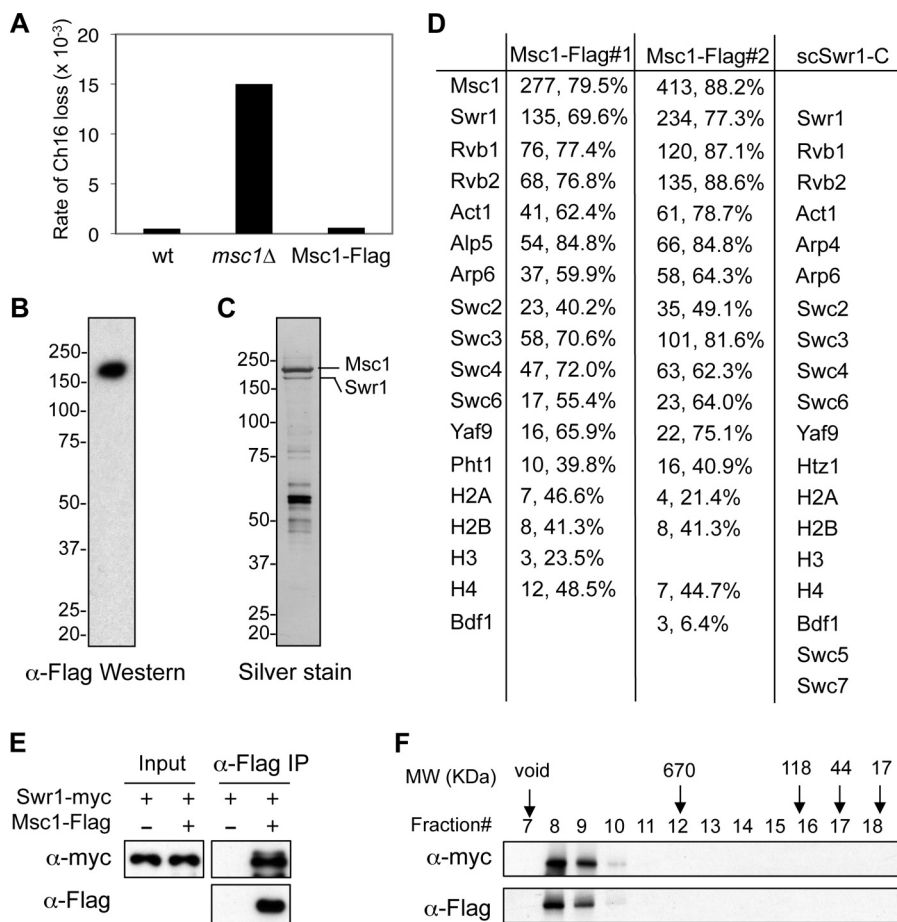 A
Rate of Ch16 loss (x 10⁻³)
20
15
10
5
0
wt msc1Δ Msc1-Flag
B
250-
150-
100-
75-
50-
37-
25-
20-
α-Flag Western
C
250-
150-
100-
75-
50-
37-
25-
20-
Msc1
Swr1
Silver stain
D
Msc1-Flag#1 Msc1-Flag#2 scSwr1-C
Msc1 277, 79.5% 413, 88.2%
Swr1 135, 69.6% 234, 77.3% Swr1
Rvb1 76, 77.4% 120, 87.1% Rvb1
Rvb2 68, 76.8% 135, 88.6% Rvb2
Act1 41, 62.4% 61, 78.7% Act1
Alp5 54, 84.8% 66, 84.8% Arp4
Arp6 37, 59.9% 58, 64.3% Arp6
Swc2 23, 40.2% 35, 49.1% Swc2
Swc3 58, 70.6% 101, 81.6% Swc3
Swc4 47, 72.0% 63, 62.3% Swc4
Swc6 17, 55.4% 23, 64.0% Swc6
Yaf9 16, 65.9% 22, 75.1% Yaf9
Pht1 10, 39.8% 16, 40.9% Htz1
H2A 7, 46.6% 4, 21.4% H2A
H2B 8, 41.3% 8, 41.3% H2B
H3 3, 23.5% H3
H4 12, 48.5% 7, 44.7% H4
Bdf1 3, 6.4% Bdf1
Swc5
Swc7
E
Input α-Flag IP
Swr1-myc + + + +
Msc1-Flag – + – +
α-myc
α-Flag
F
MW (KDa) void 670 118 44 17
Fraction# 7 8 9 10 11 12 13 14 15 16 17 18
α-myc
α-Flag